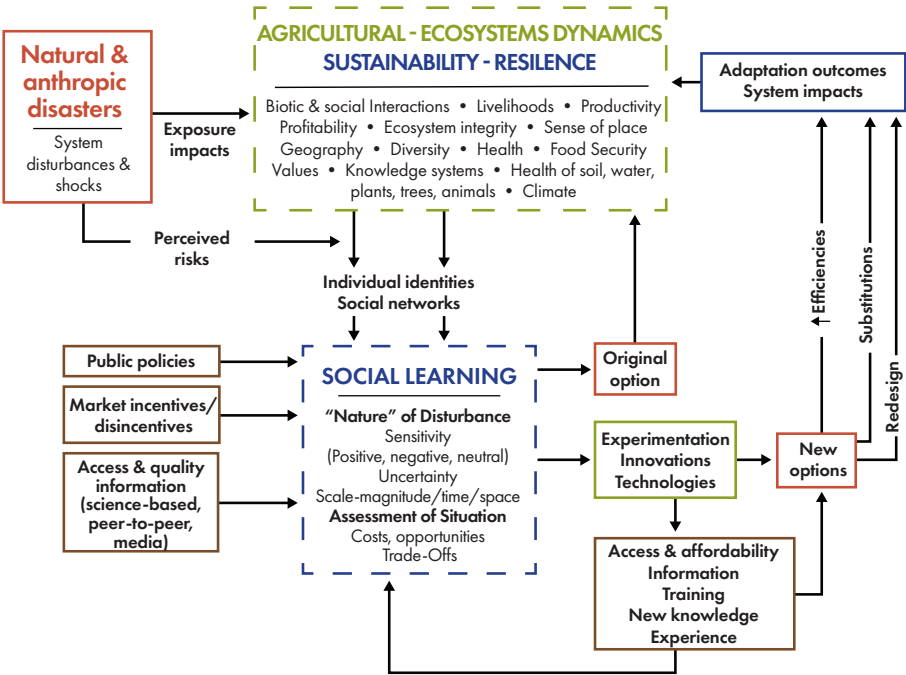 Natural &
anthropic
disasters
System
disturbances &
shocks
Exposure
impacts
Perceived
risks
AGRICULTURAL - ECOSYSTEMS DYNAMICS
SUSTAINABILITY - RESILENCE
Biotic & social Interactions • Livelihoods • Productivity
Profitability • Ecosystem integrity • Sense of place
Geography • Diversity • Health • Food Security
Values • Knowledge systems • Health of soil, water,
plants, trees, animals • Climate
Adaptation outcomes
System impacts
Individual identities
Social networks
Public policies
Market incentives/
disincentives
Access & quality
information
(science-based,
peer-to-peer,
media)
SOCIAL LEARNING
“Nature” of Disturbance
Sensitivity
(Positive, negative, neutral)
Uncertainty
Scale-magnitude/time/space
Assessment of Situation
Costs, opportunities
Trade-Offs
Original
option
Experimentation
Innovations
Technologies
New
options
Efficiencies
Substitutions
Redesign
Access & affordability
Information
Training
New knowledge
Experience